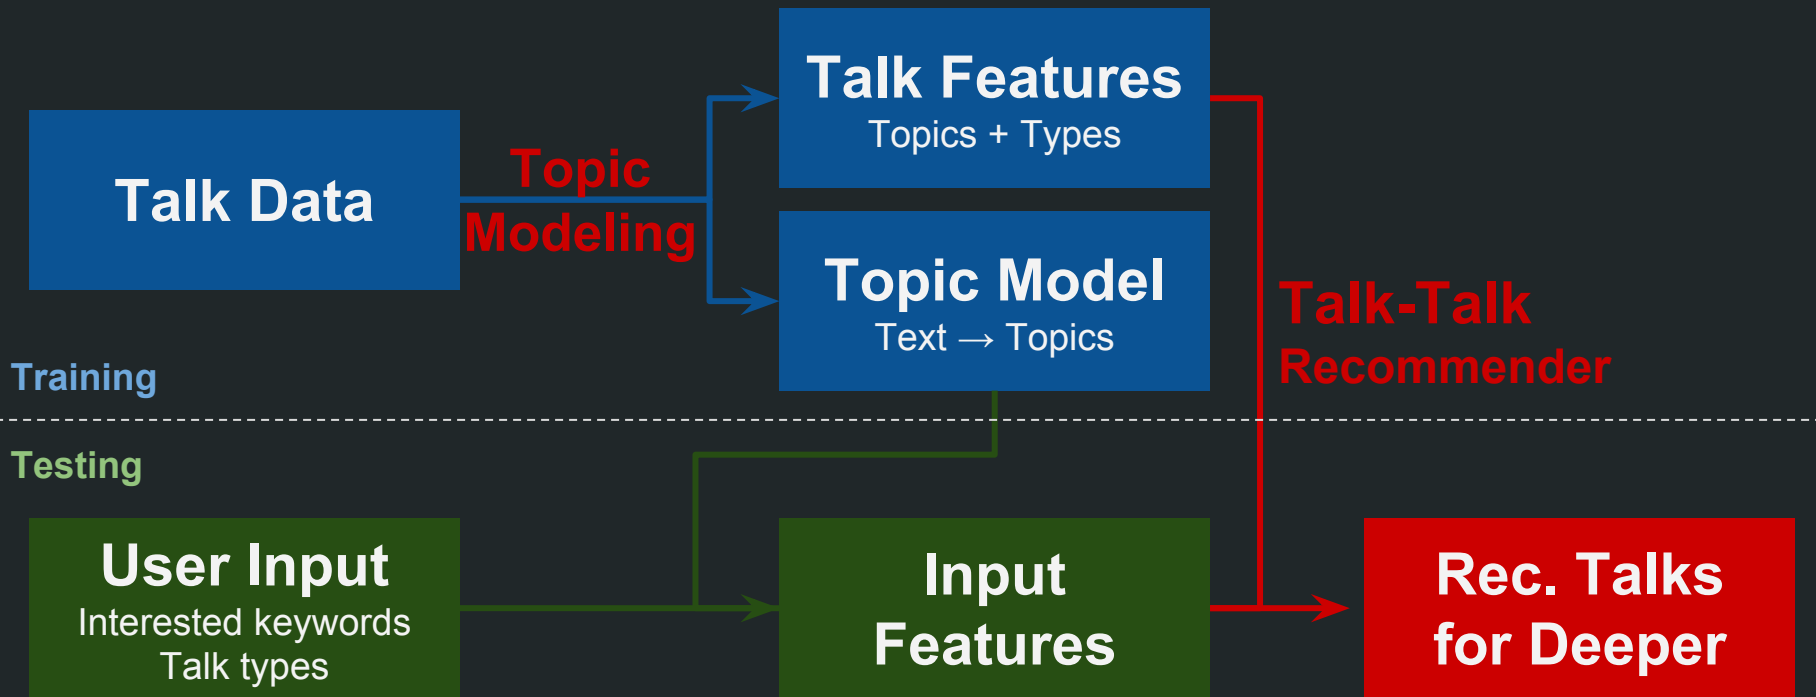 Talk Data
Topic
Modeling
Talk Features
Topics + Types
Topic Model
Text → Topics
Talk-Talk
Recommender
Training
Testing
User Input
Interested keywords
Talk types
Input
Features
Rec. Talks
for Deeper